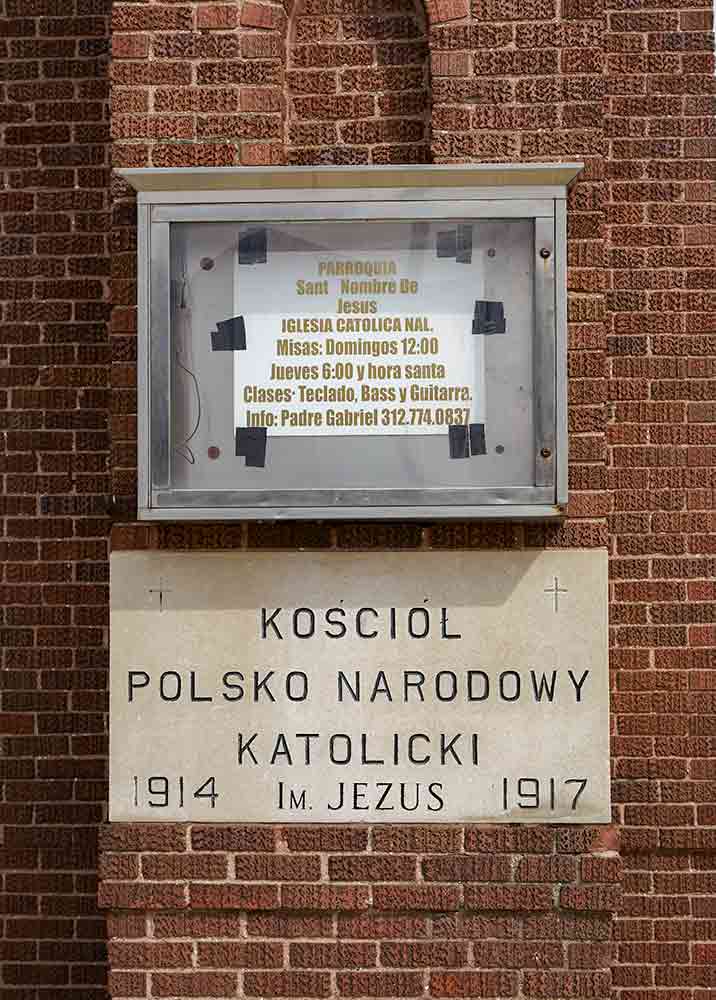 PARROQUIA
Sant Nombre De
Jesus
IGLESIA CATOLICA NAL.
Misas: Domingos 12:00
Jueves 6:00 y hora santa
Clases· Teclado, Bass y Guitarra.
Info: Padre Gabriel 312.774.0837
KOŚCIÓŁ
POLSKO NARODOWY
KATOLICKI
1914 IM. JEZUS 1917